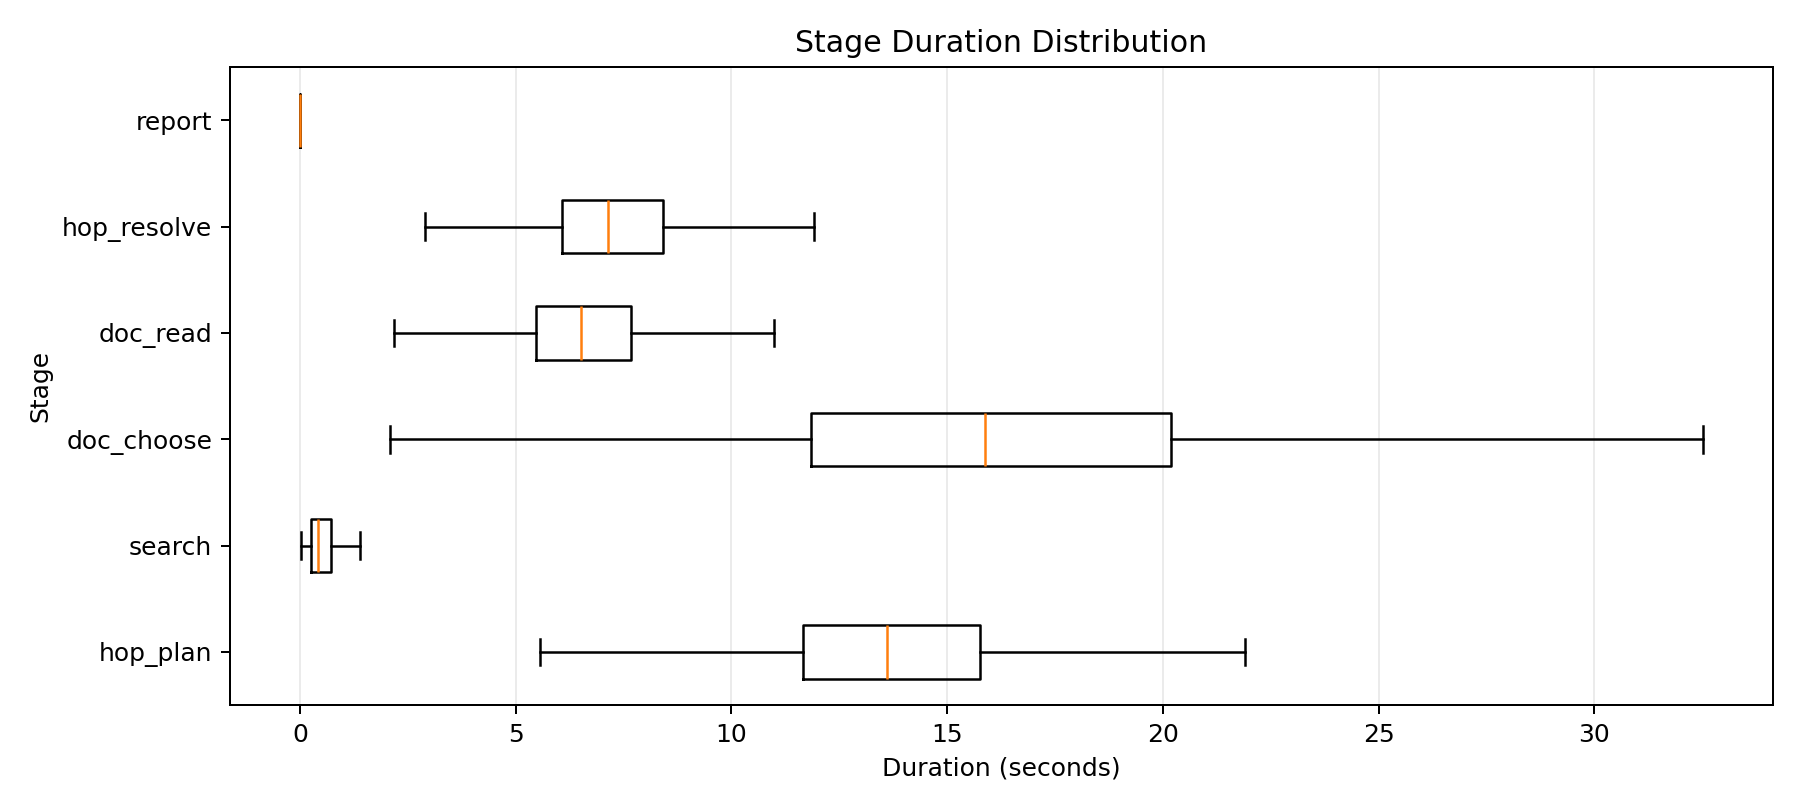 Stage Duration Distribution
report
hop_resolve
doc_read
doc_choose
search
hop_plan
Stage
0 5 10 15 20 25 30
Duration (seconds)